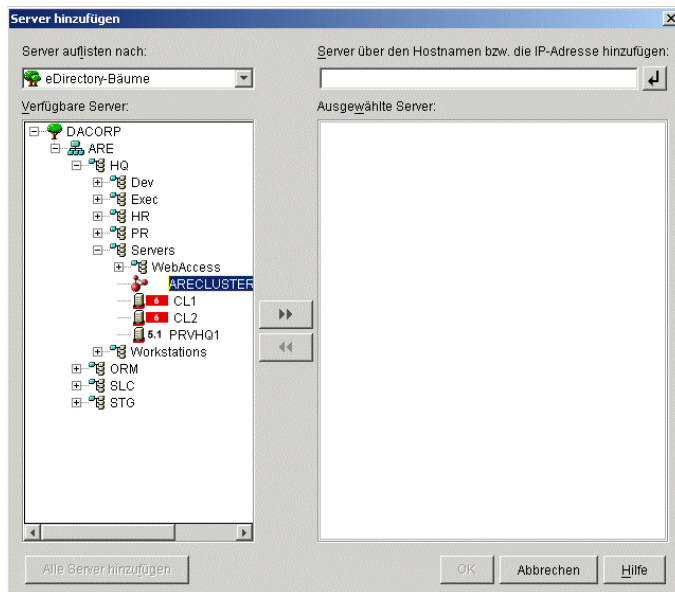 Server hinzufügen
Server auflisten nach:
eDirectory-Bäume
Server über den Hostnamen bzw. die IP-Adresse hinzufügen:
Verfügbare Server:
Ausgewählte Server:
DACORP
ARE
HQ
Dev
Exec
HR
PR
Servers
WebAccess
ARECLUSTER
6 CL1
6 CL2
5.1 PRVHQ1
Workstations
ORM
SLC
STG
Alle Server hinzufügen
OK
Abbrechen
Hilfe